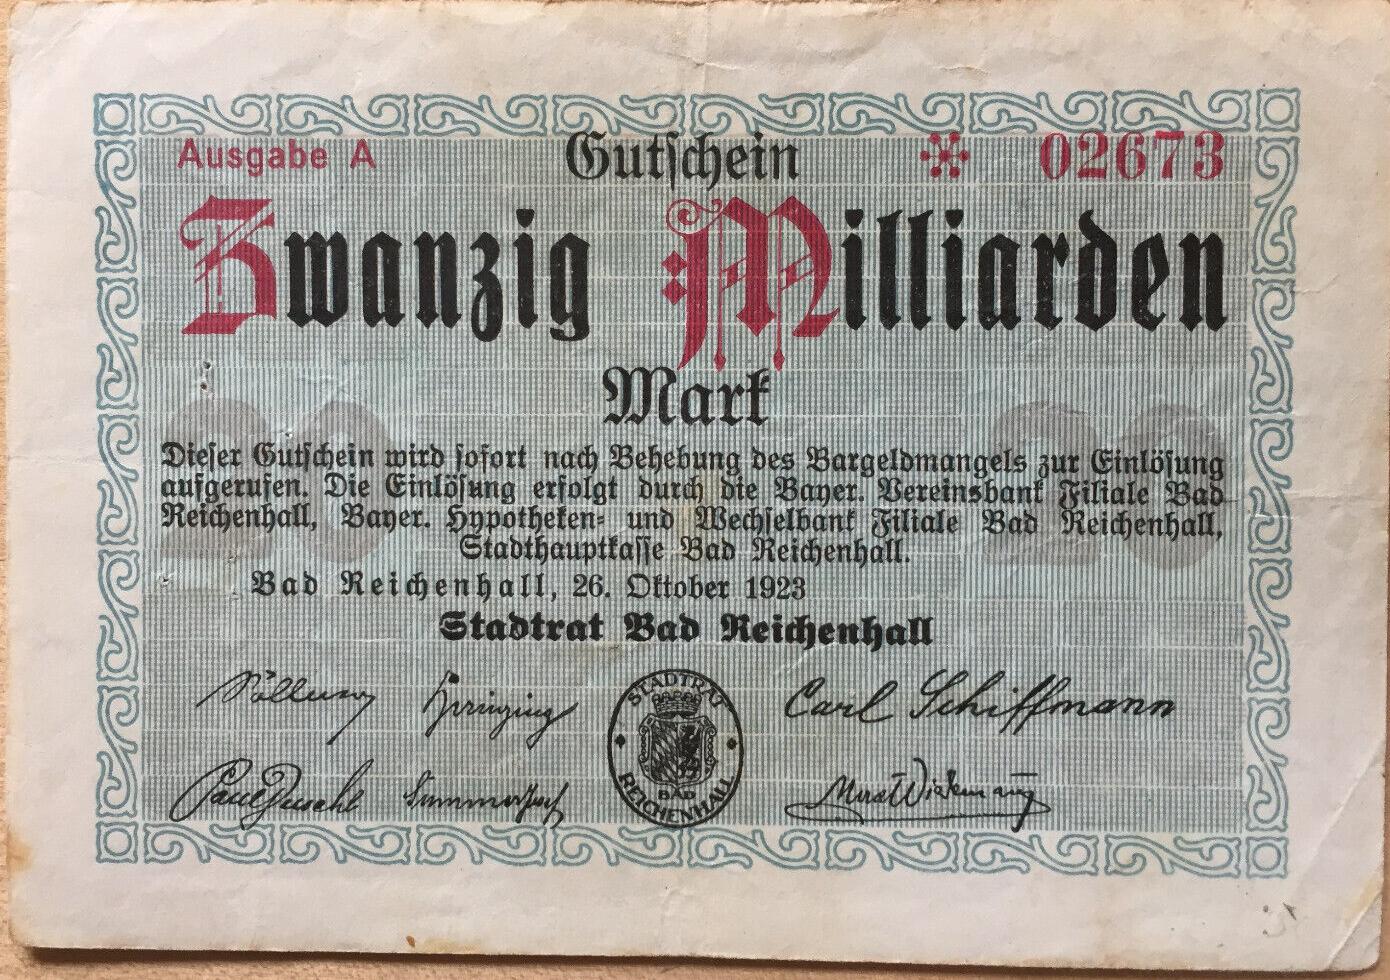 Ausgabe A Gutschein 02673
Zwanzig Milliarden
Mark
20 20
Dieser Gutschein wird sofort nach Behebung des Bargeldmangels zur Einlösung
aufgerufen. Die Einlösung erfolgt durch die Bayer. Vereinsbank Filiale Bad
Reichenhall, Bayer. Hypotheken- und Wechselbank Filiale Bad Reichenhall,
Stadthauptkasse Bad Reichenhall.
Bad Reichenhall, 26. Oktober 1923
Stadtrat Bad Reichenhall
Carl Schiffmann
STADTRAT
BAD
REICHENHALL